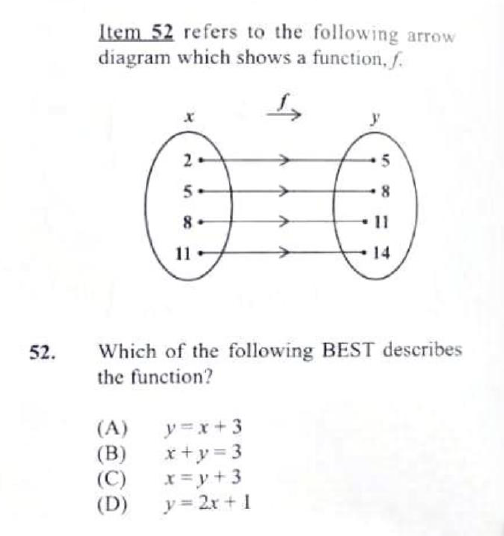 Item 52 refers to the following arrow
diagram which shows a function, f.
f
x y
2 5
5 8
8 11
11 14
52. Which of the following BEST describes
the function?
(A) y = x + 3
(B) x + y = 3
(C) x = y + 3
(D) y = 2x + 1